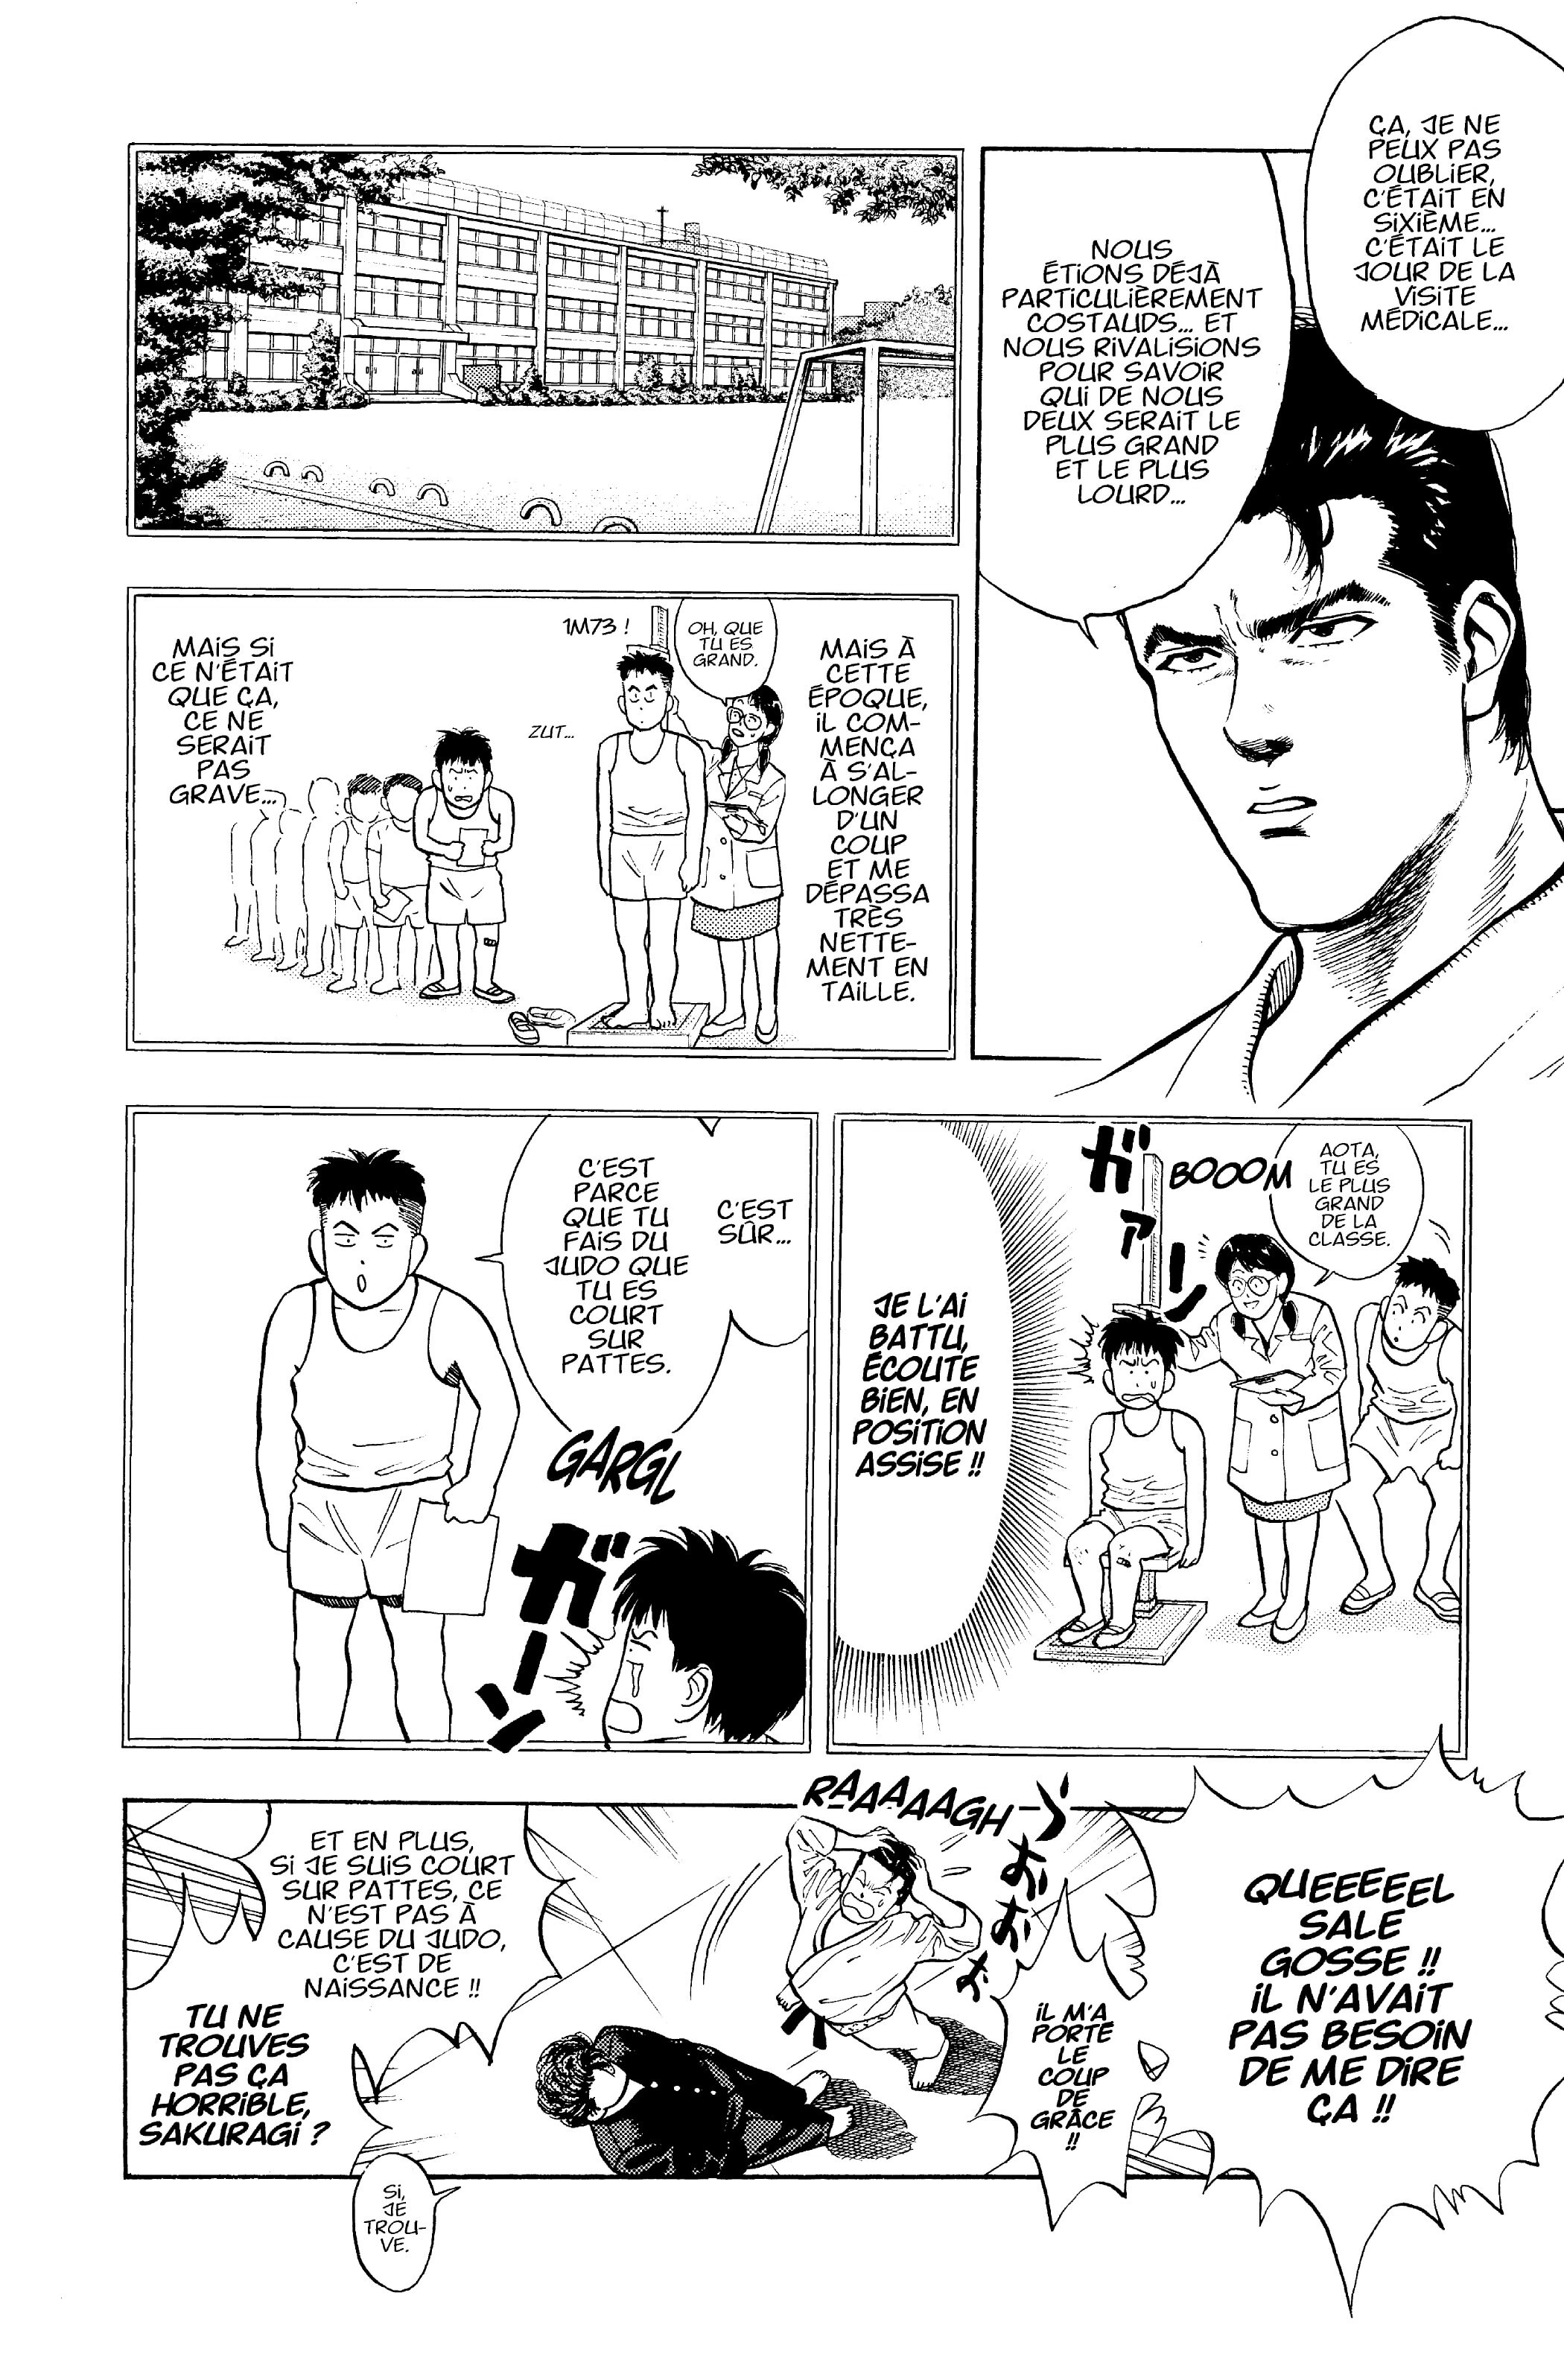 ÇA, JE NE
PEUX PAS
OUBLIER,
C'ÉTAIT EN
SIXIÈME...
C'ÉTAIT LE
JOUR DE LA
VISITE
MÉDICALE...
NOUS
ÉTIONS DÉJÀ
PARTICULIÈREMENT
COSTAUDS... ET
NOUS RIVALISIONS
POUR SAVOIR
QUI DE NOUS
DEUX SERAIT LE
PLUS GRAND
ET LE PLUS
LOURD...
MAIS À
CETTE
ÉPOQUE,
IL COM-
MENÇA
À S'AL-
LONGER
D'UN
COUP
ET ME
DÉPASSA
TRÈS
NETTE-
MENT EN
TAILLE.
OH, QUE
TU ES
GRAND.
1M73 !
ZUT...
MAIS SI
CE N'ÉTAIT
QUE ÇA,
CE NE
SERAIT
PAS
GRAVE...
AOTA,
TU ES
LE PLUS
GRAND
DE LA
CLASSE.
BOOOM
ガァン
JE L'AI
BATTU,
ÉCOUTE
BIEN, EN
POSITION
ASSISE !!
C'EST
SÛR...
C'EST
PARCE
QUE TU
FAIS DU
JUDO QUE
TU ES
COURT
SUR
PATTES.
GARGL
ガーン
QUEEEEEL
SALE
GOSSE !!
IL N'AVAIT
PAS BESOIN
DE ME DIRE
ÇA !!
IL M'A
PORTÉ
LE
COUP
DE
GRÂCE
!!
RAAAAAGH
うおおおお
ET EN PLUS,
SI JE SUIS COURT
SUR PATTES, CE
N'EST PAS À
CAUSE DU JUDO,
C'EST DE
NAISSANCE !!
TU NE
TROUVES
PAS ÇA
HORRIBLE,
SAKURAGI ?
SI,
JE
TROU-
VE.